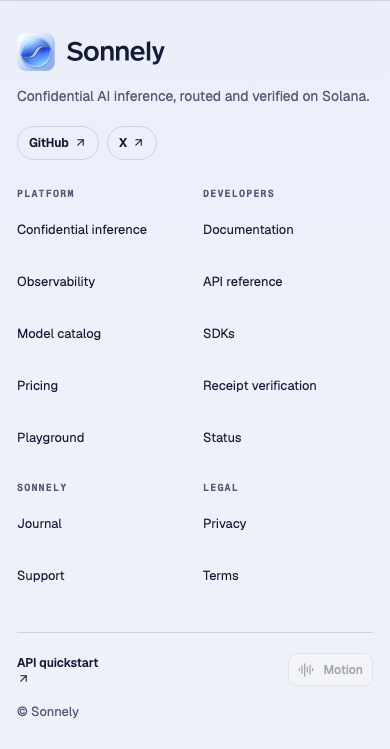 Sonnely
Confidential AI inference, routed and verified on Solana.
GitHub ↗
X ↗
PLATFORM
Confidential inference
Observability
Model catalog
Pricing
Playground
DEVELOPERS
Documentation
API reference
SDKs
Receipt verification
Status
SONNELY
Journal
Support
LEGAL
Privacy
Terms
API quickstart
↗
Motion
© Sonnely